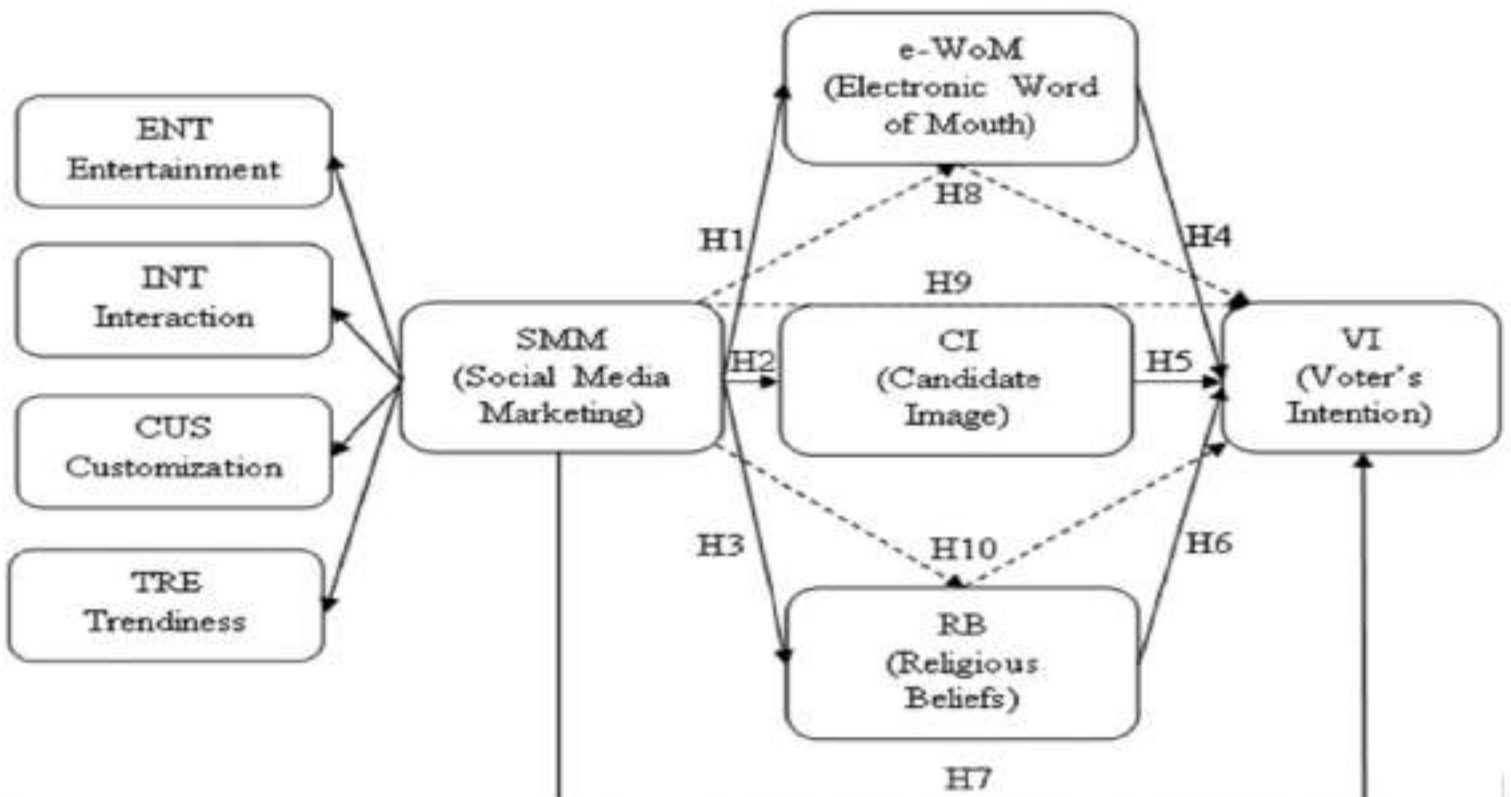 e-WoM
(Electronic Word
of Mouth)
ENT
Entertainment
H8
H1
H4
INT
Interaction
H9
SMM
(Social Media
Marketing)
H2
CI
(Candidate
Image)
H5
VI
(Voter's
Intention)
CUS
Customization
H3
H10
H6
TRE
Trendiness
RB
(Religious
Beliefs)
H7